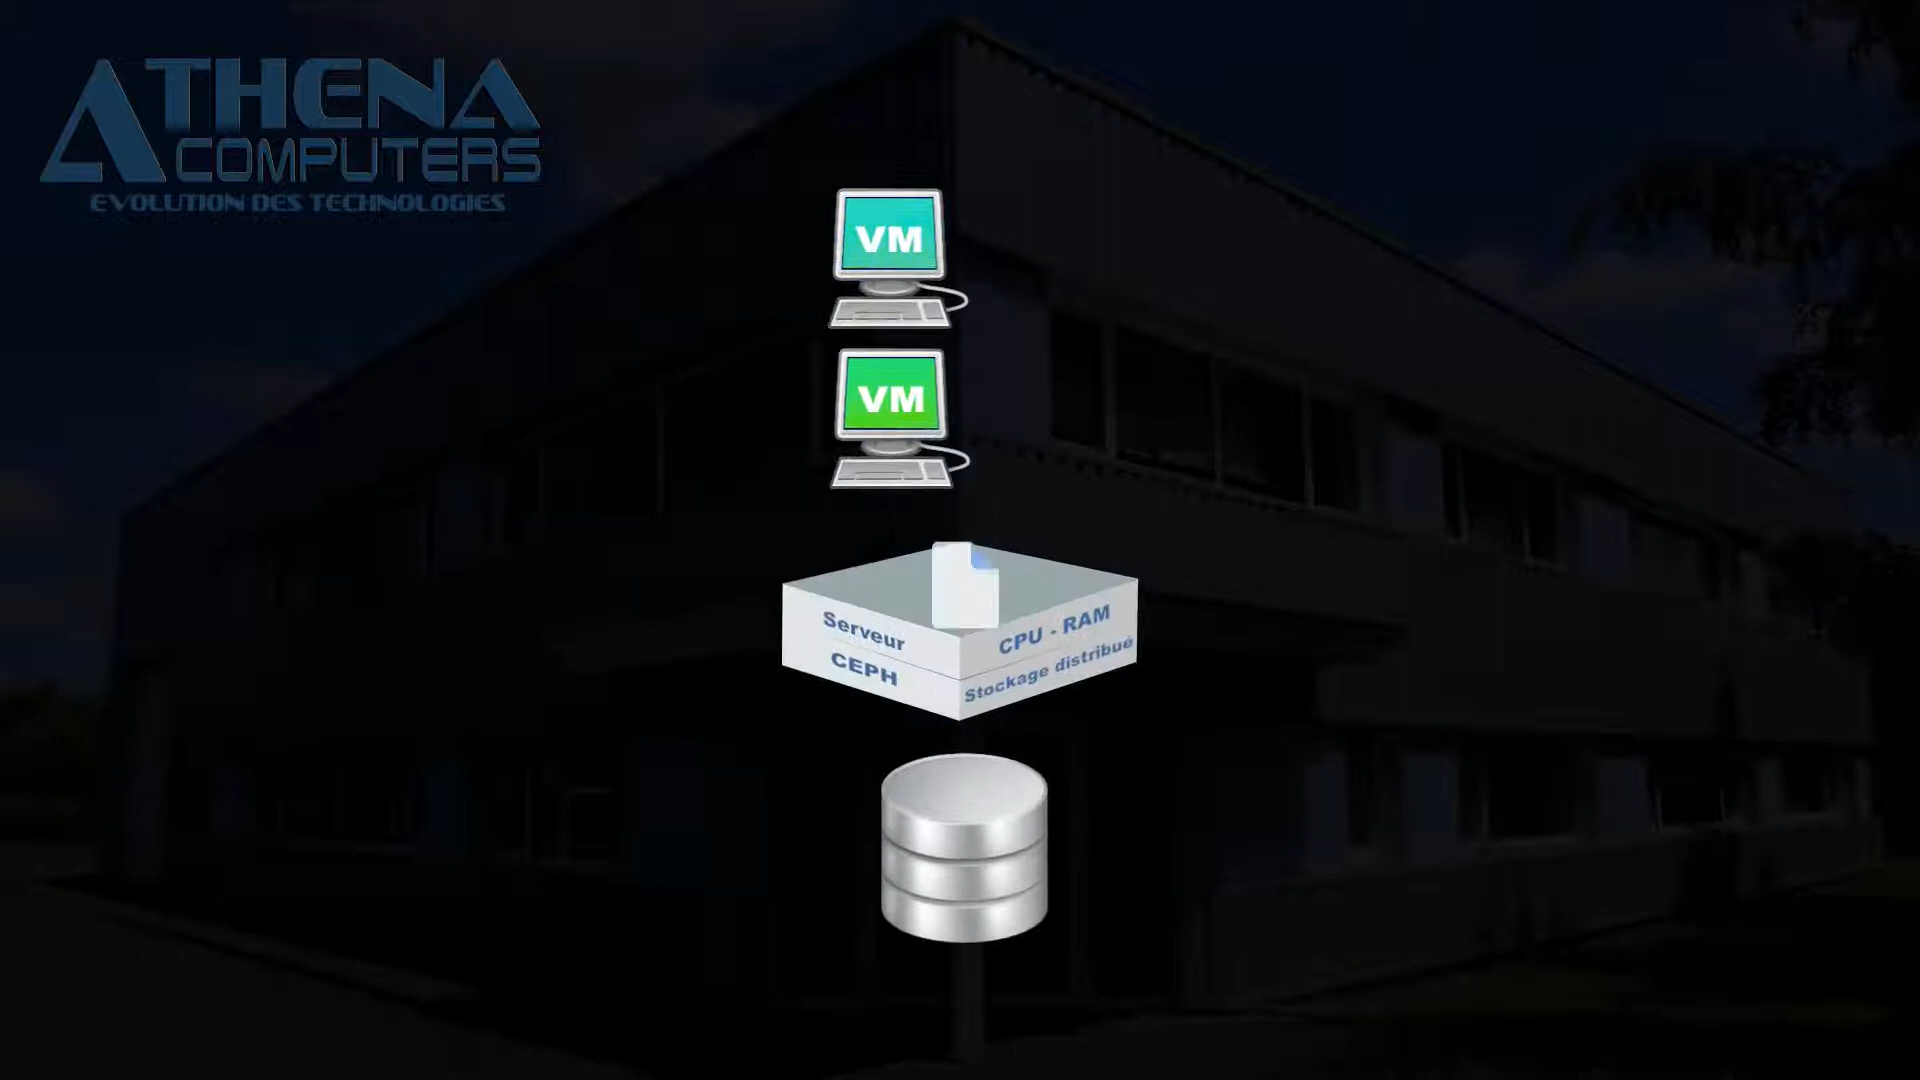 ATHENA
COMPUTERS
EVOLUTION DES TECHNOLOGIES
VM
VM
Serveur
CEPH
CPU - RAM
Stockage distribué